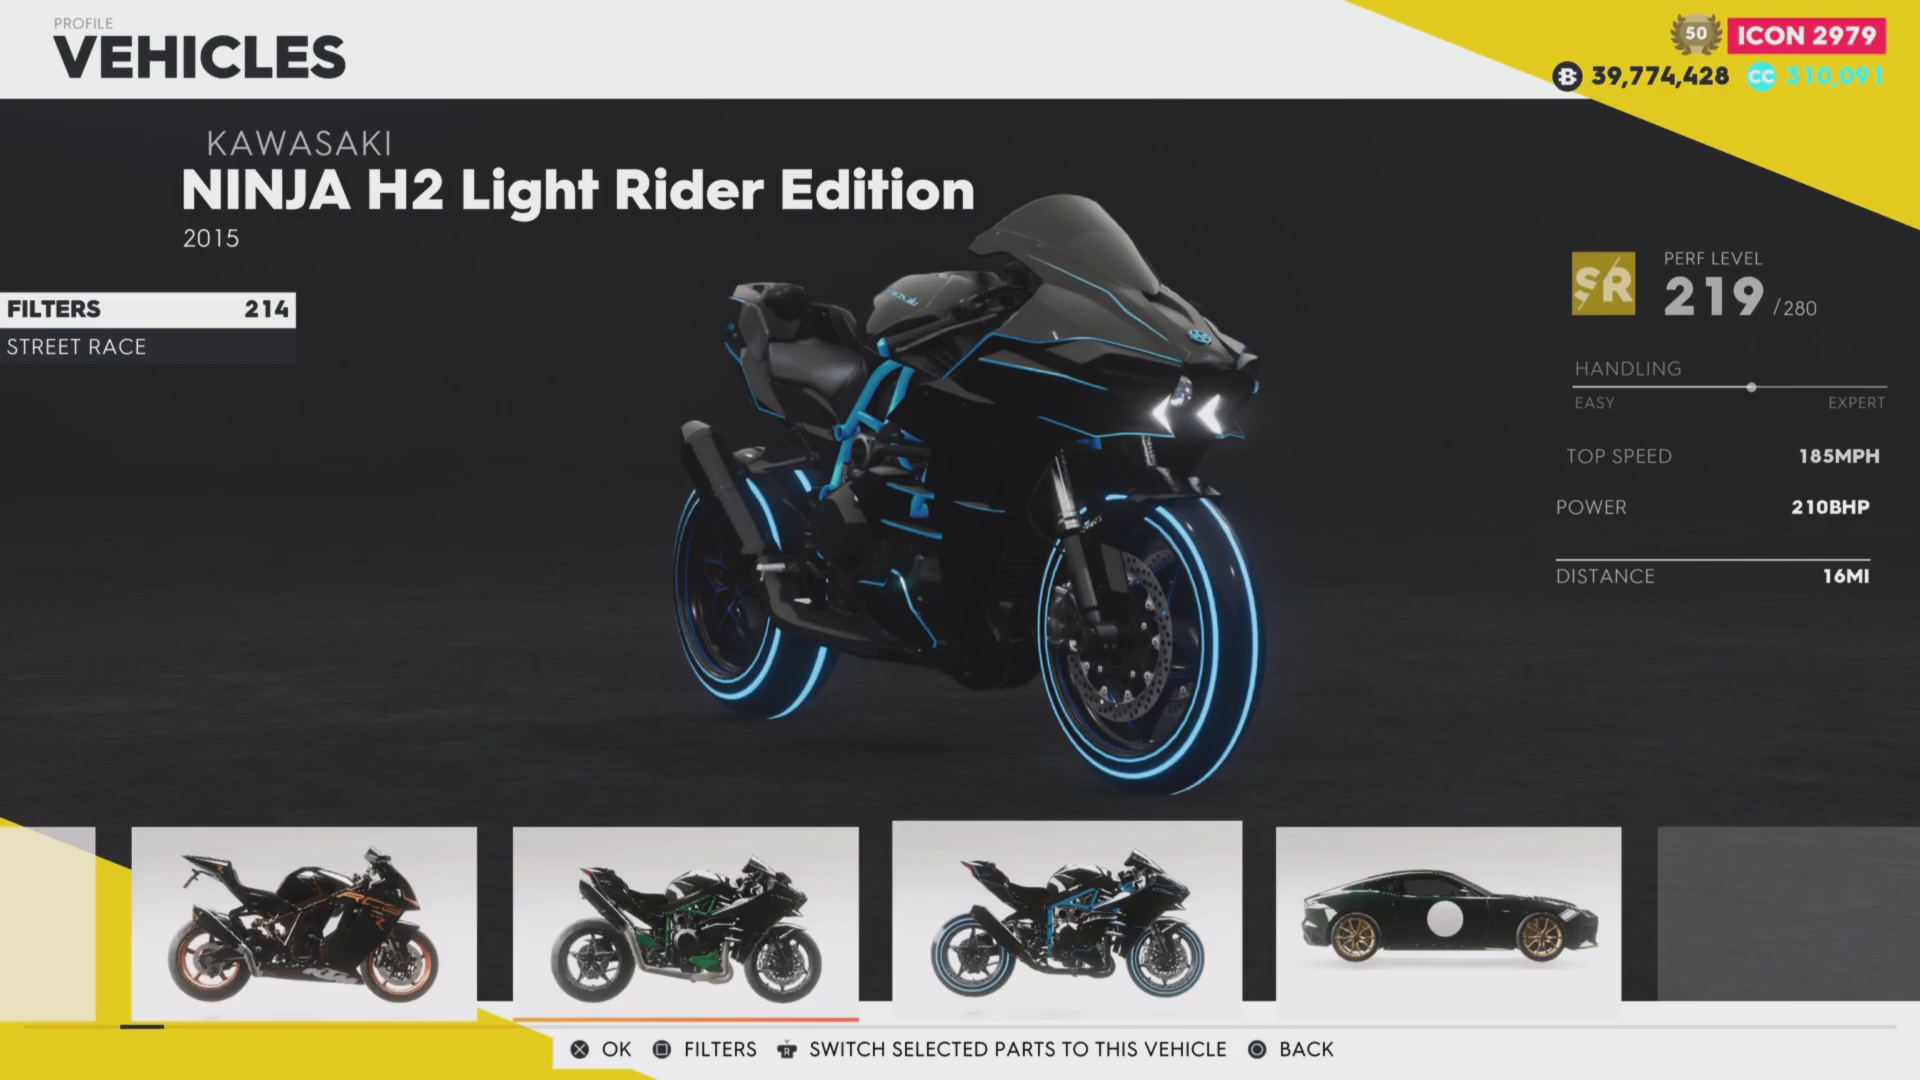 PROFILE
VEHICLES
50 ICON 2979
39,774,428 CC 310,091
KAWASAKI
NINJA H2 Light Rider Edition
2015
FILTERS 214
STREET RACE
SR
PERF LEVEL
219 /280
HANDLING
EASY EXPERT
TOP SPEED 185MPH
POWER 210BHP
DISTANCE 16MI
OK FILTERS R SWITCH SELECTED PARTS TO THIS VEHICLE BACK